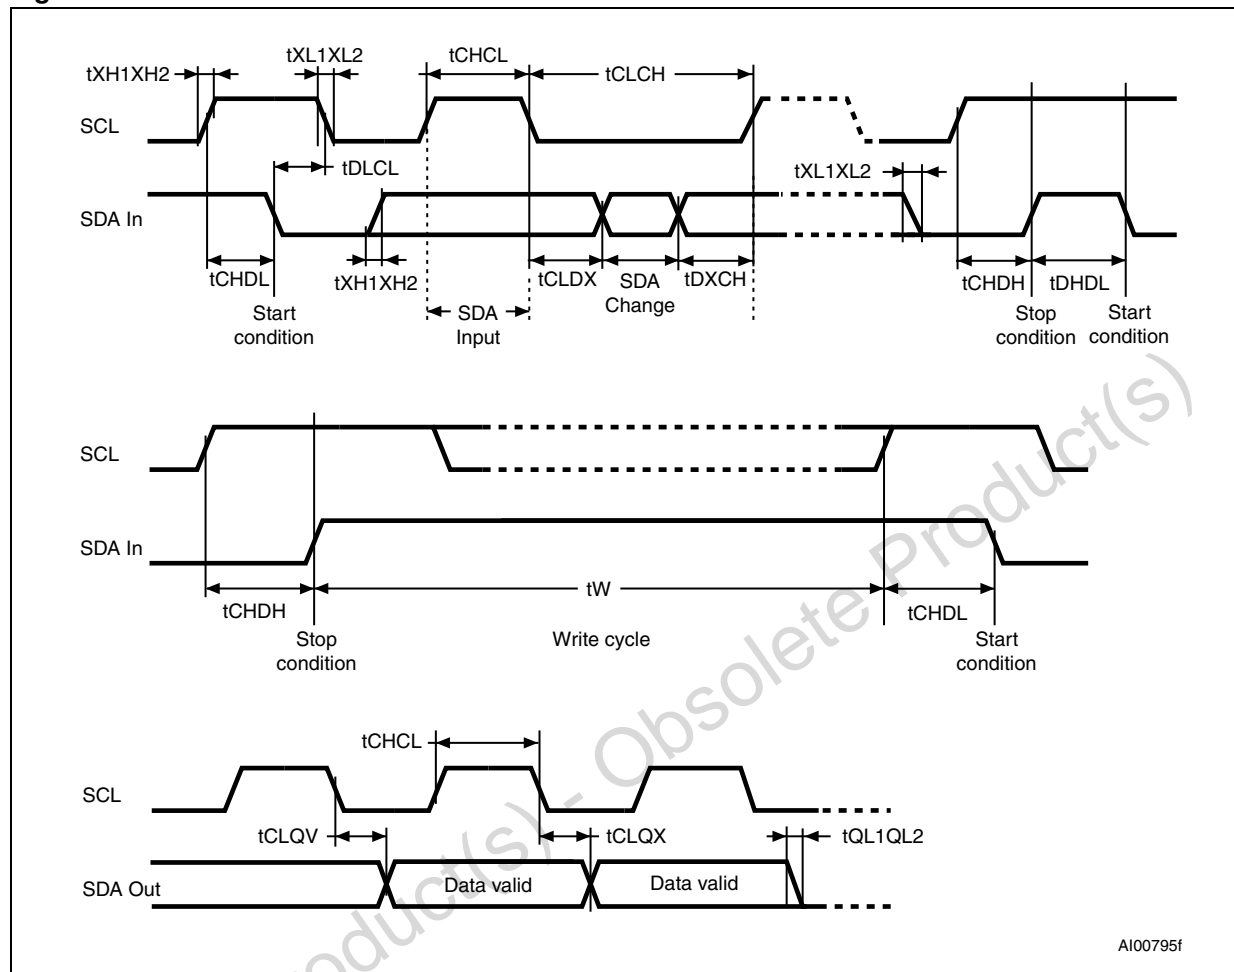 tXH1XH2
tXL1XL2
tCHCL
tCLCH
SCL
tDLCL
tXL1XL2
SDA In
tCHDL
tXH1XH2
tCLDX
SDA
Change
tDXCH
tCHDH
tDHDL
Start
condition
SDA
Input
Stop
condition
Start
condition
SCL
SDA In
tCHDH
tW
tCHDL
Stop
condition
Write cycle
Start
condition
tCHCL
SCL
tCLQV
tCLQX
tQL1QL2
SDA Out
Data valid
Data valid
AI00795f
roduct(s) - Obsolete Product(s)